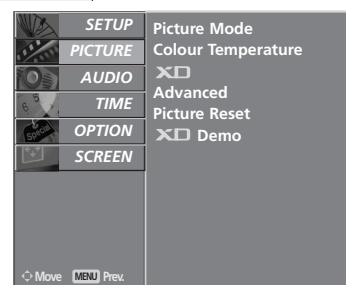 SETUP
PICTURE
AUDIO
TIME
OPTION
SCREEN
Move MENU Prev.
Picture Mode
Colour Temperature
XD
Advanced
Picture Reset
XD Demo